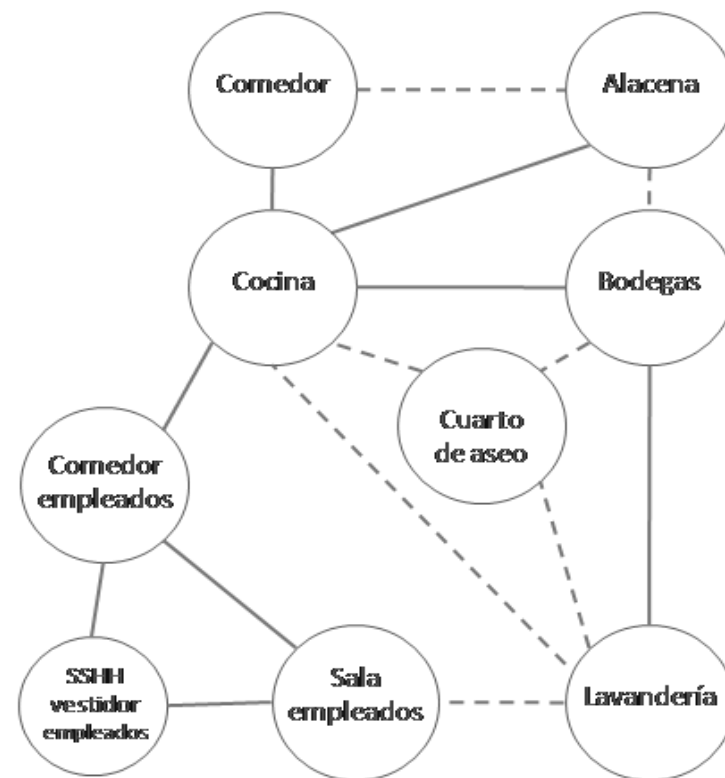 Comedor
Alacena
Cocina
Bodegas
Cuarto
de aseo
Comedor
empleados
SSHH
vestidor
empleados
Sala
empleados
Lavandería